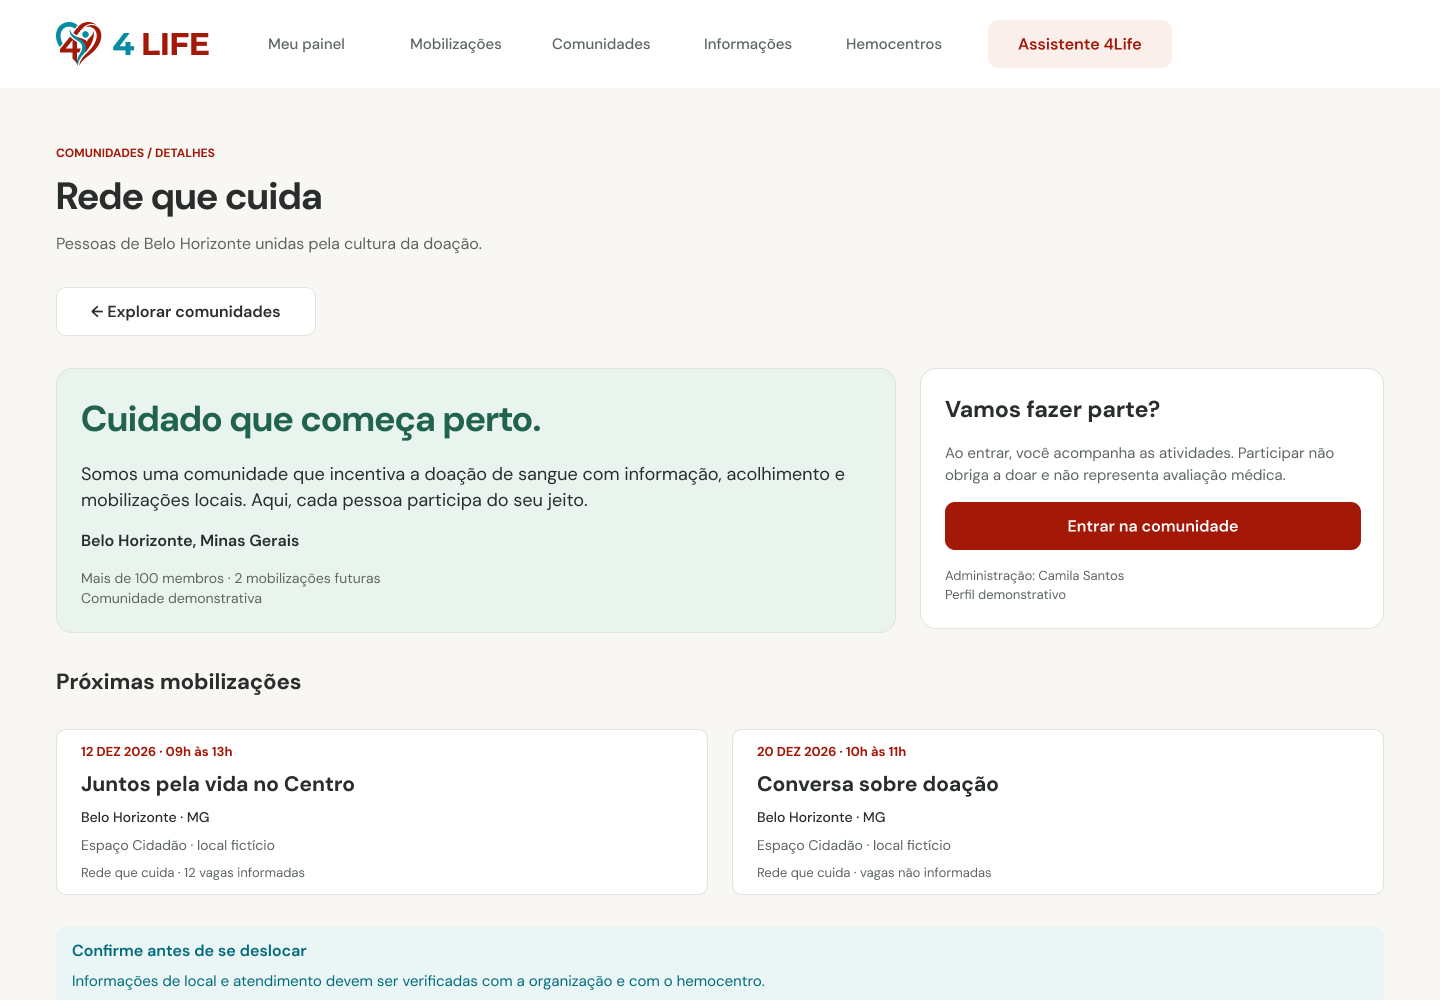 4 LIFE
Meu painel
Mobilizações
Comunidades
Informações
Hemocentros
Assistente 4Life
COMUNIDADES / DETALHES
Rede que cuida
Pessoas de Belo Horizonte unidas pela cultura da doação.
← Explorar comunidades
Cuidado que começa perto.
Somos uma comunidade que incentiva a doação de sangue com informação, acolhimento e
mobilizações locais. Aqui, cada pessoa participa do seu jeito.
Belo Horizonte, Minas Gerais
Mais de 100 membros · 2 mobilizações futuras
Comunidade demonstrativa
Vamos fazer parte?
Ao entrar, você acompanha as atividades. Participar não
obriga a doar e não representa avaliação médica.
Entrar na comunidade
Administração: Camila Santos
Perfil demonstrativo
Próximas mobilizações
12 DEZ 2026 · 09h às 13h
Juntos pela vida no Centro
Belo Horizonte · MG
Espaço Cidadão · local fictício
Rede que cuida · 12 vagas informadas
20 DEZ 2026 · 10h às 11h
Conversa sobre doação
Belo Horizonte · MG
Espaço Cidadão · local fictício
Rede que cuida · vagas não informadas
Confirme antes de se deslocar
Informações de local e atendimento devem ser verificadas com a organização e com o hemocentro.